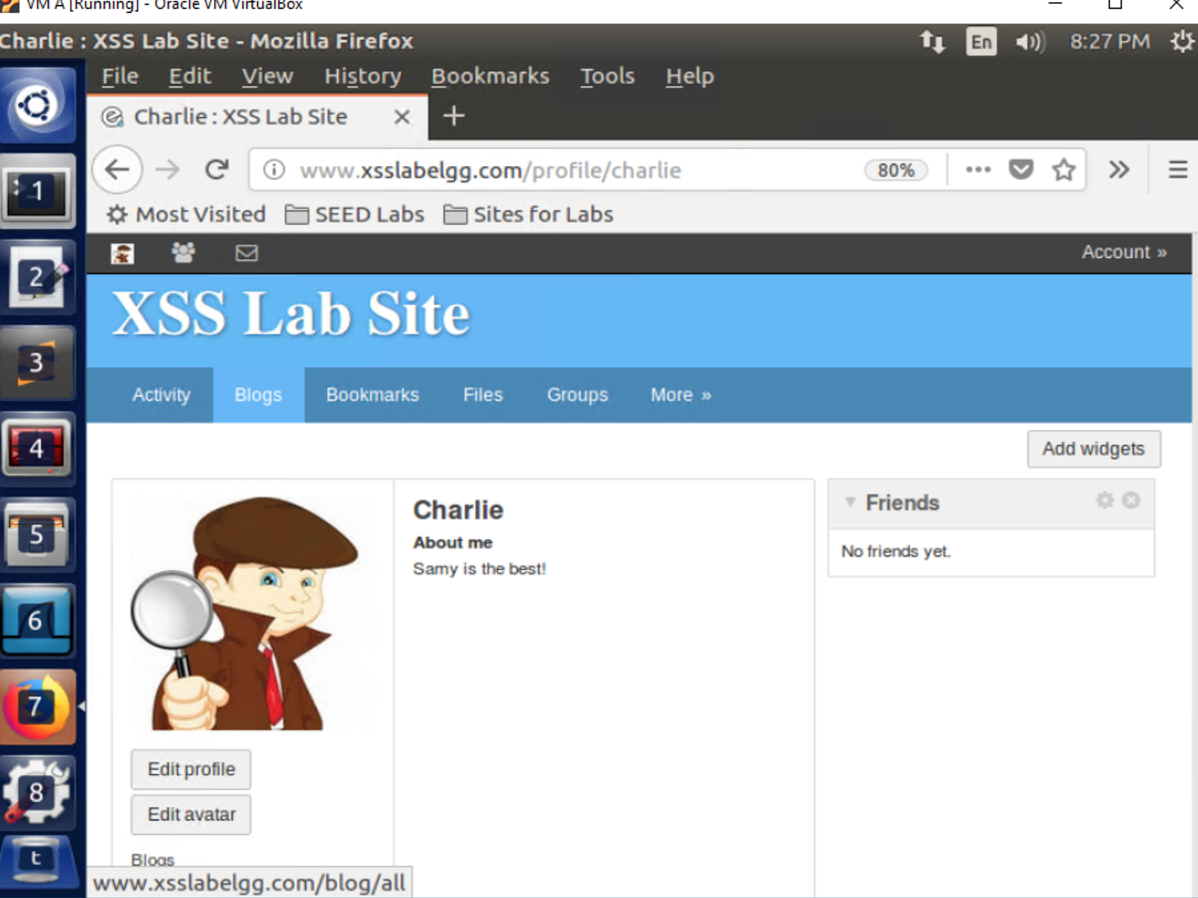 VM A [Running] - Oracle VM VirtualBox
Charlie : XSS Lab Site - Mozilla Firefox
En
8:27 PM
File Edit View History Bookmarks Tools Help
Charlie : XSS Lab Site
www.xsslabelgg.com/profile/charlie
80%
Most Visited SEED Labs Sites for Labs
Account »
XSS Lab Site
Activity Blogs Bookmarks Files Groups More »
Add widgets
Charlie
About me
Samy is the best!
Friends
No friends yet.
Edit profile
Edit avatar
Blogs
www.xsslabelgg.com/blog/all
1
2
3
4
5
6
7
8
t